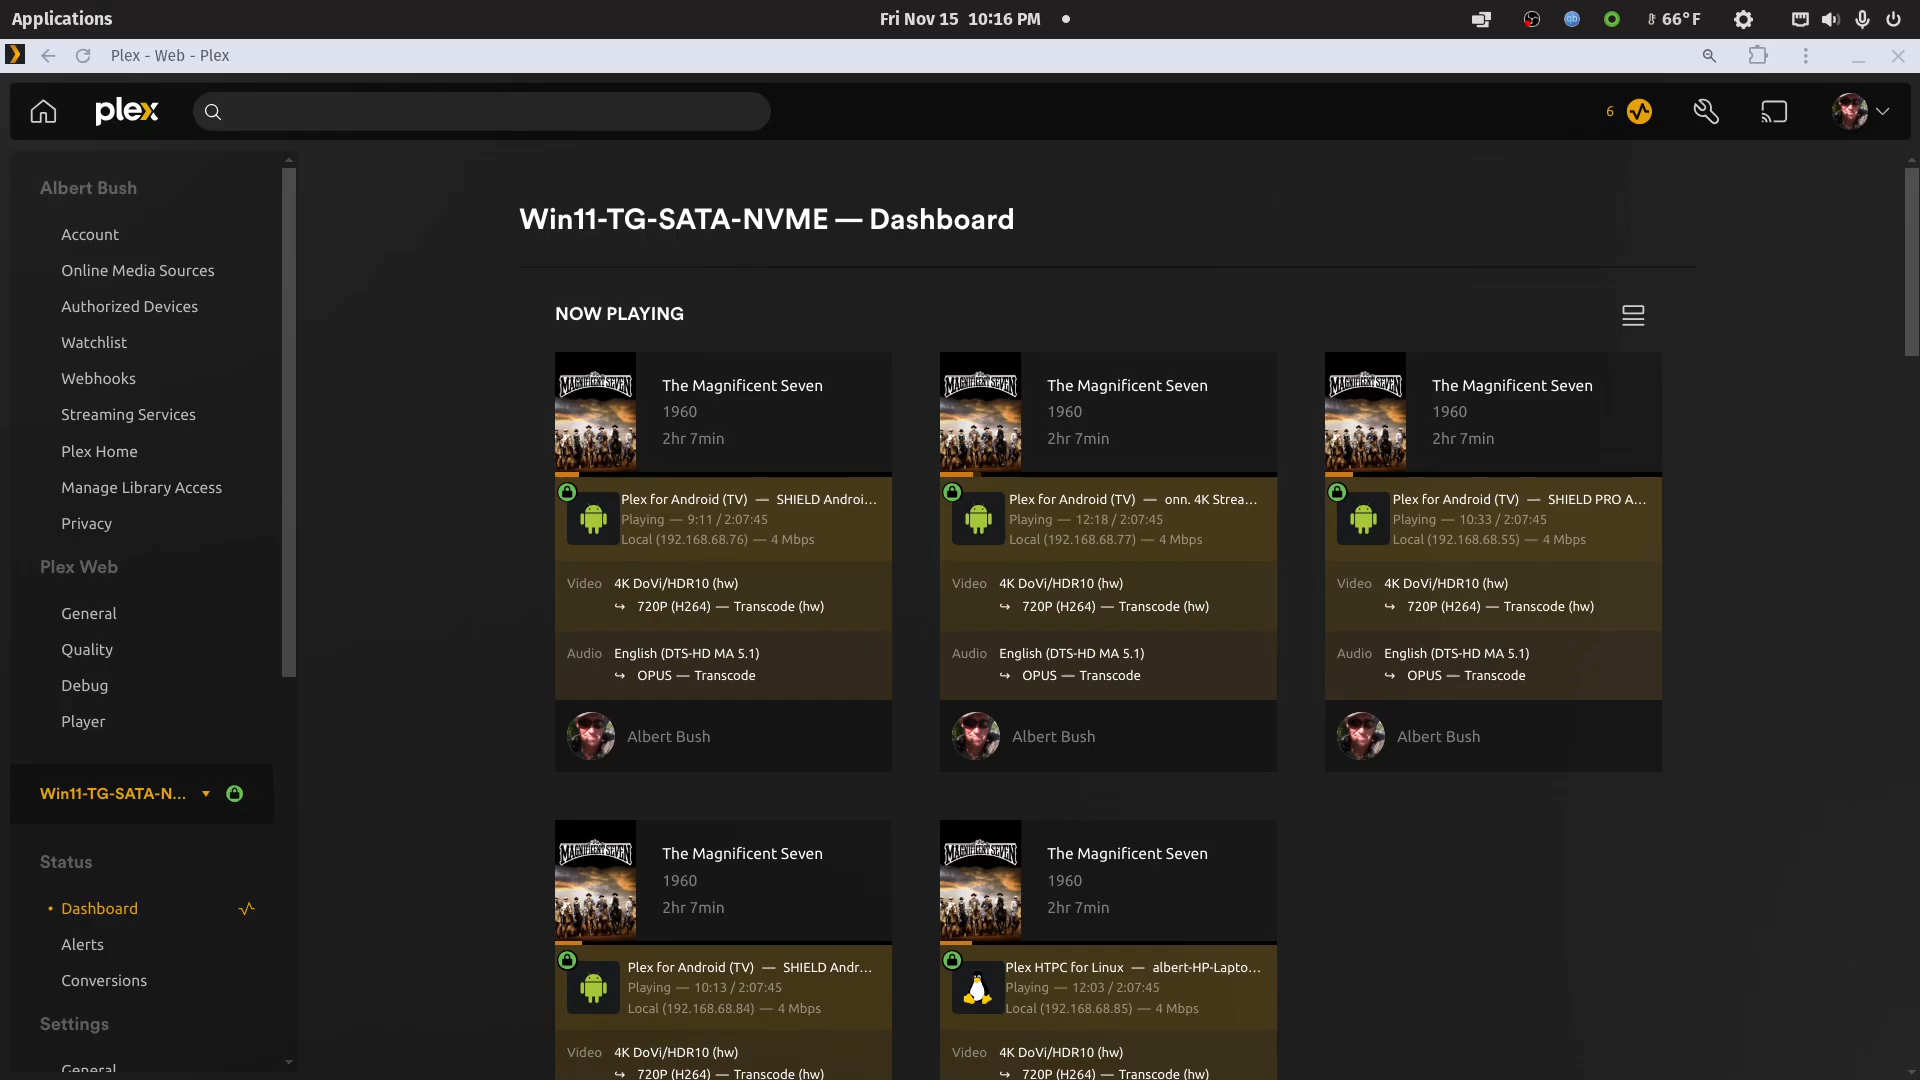 Applications
Fri Nov 15 10:16 PM
66°F
Plex - Web - Plex
plex
6
Albert Bush
Account
Online Media Sources
Authorized Devices
Watchlist
Webhooks
Streaming Services
Plex Home
Manage Library Access
Privacy
Plex Web
General
Quality
Debug
Player
Win11-TG-SATA-N...
Status
Dashboard
Alerts
Conversions
Settings
General
Win11-TG-SATA-NVME — Dashboard
NOW PLAYING
MAGNIFICENT SEVEN
The Magnificent Seven
1960
2hr 7min
Plex for Android (TV) — SHIELD Androi...
Playing — 9:11 / 2:07:45
Local (192.168.68.76) — 4 Mbps
Video 4K DoVi/HDR10 (hw)
↪ 720P (H264) — Transcode (hw)
Audio English (DTS-HD MA 5.1)
↪ OPUS — Transcode
Albert Bush
MAGNIFICENT SEVEN
The Magnificent Seven
1960
2hr 7min
Plex for Android (TV) — onn. 4K Strea...
Playing — 12:18 / 2:07:45
Local (192.168.68.77) — 4 Mbps
Video 4K DoVi/HDR10 (hw)
↪ 720P (H264) — Transcode (hw)
Audio English (DTS-HD MA 5.1)
↪ OPUS — Transcode
Albert Bush
MAGNIFICENT SEVEN
The Magnificent Seven
1960
2hr 7min
Plex for Android (TV) — SHIELD PRO A...
Playing — 10:33 / 2:07:45
Local (192.168.68.55) — 4 Mbps
Video 4K DoVi/HDR10 (hw)
↪ 720P (H264) — Transcode (hw)
Audio English (DTS-HD MA 5.1)
↪ OPUS — Transcode
Albert Bush
MAGNIFICENT SEVEN
The Magnificent Seven
1960
2hr 7min
Plex for Android (TV) — SHIELD Andr...
Playing — 10:13 / 2:07:45
Local (192.168.68.84) — 4 Mbps
Video 4K DoVi/HDR10 (hw)
↪ 720P (H264) — Transcode (hw)
MAGNIFICENT SEVEN
The Magnificent Seven
1960
2hr 7min
Plex HTPC for Linux — albert-HP-Lapto...
Playing — 12:03 / 2:07:45
Local (192.168.68.85) — 4 Mbps
Video 4K DoVi/HDR10 (hw)
↪ 720P (H264) — Transcode (hw)